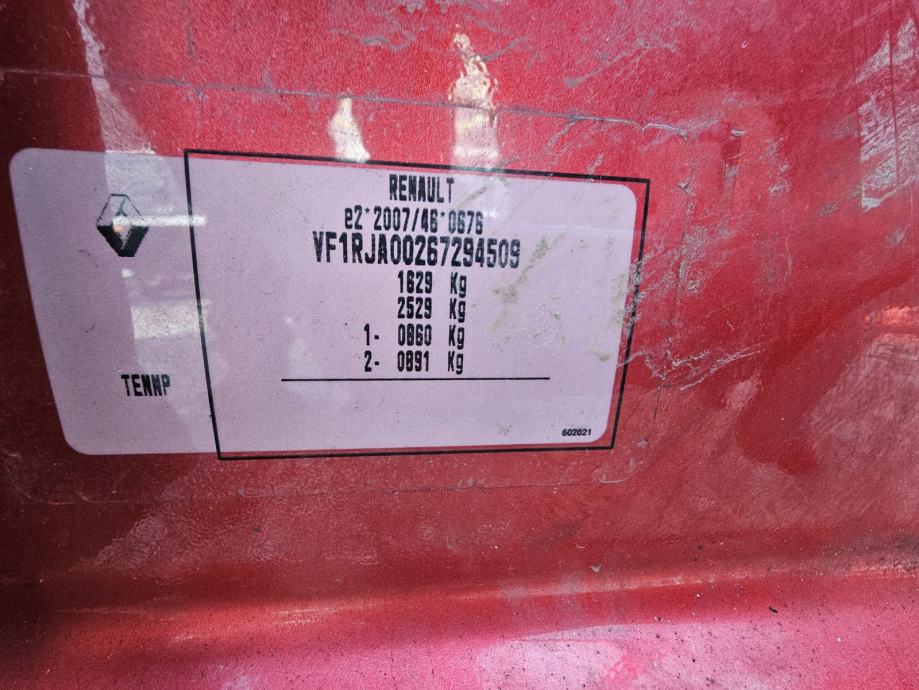 RENAULT
e2*2007/46*0676
VF1RJA00267294509
1629 Kg
2529 Kg
1- 0860 Kg
2- 0891 Kg
TENNP
602021